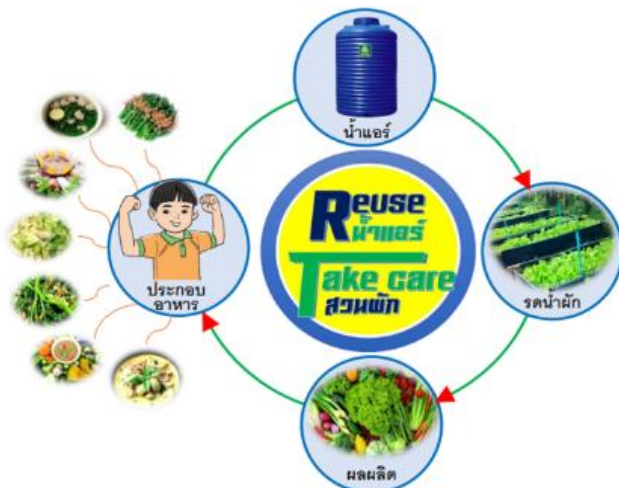 น้ำแอร์
Reuse
น้ำแอร์
Take care
สวนผัก
รดน้ำผัก
ผลผลิต
ประกอบ
อาหาร